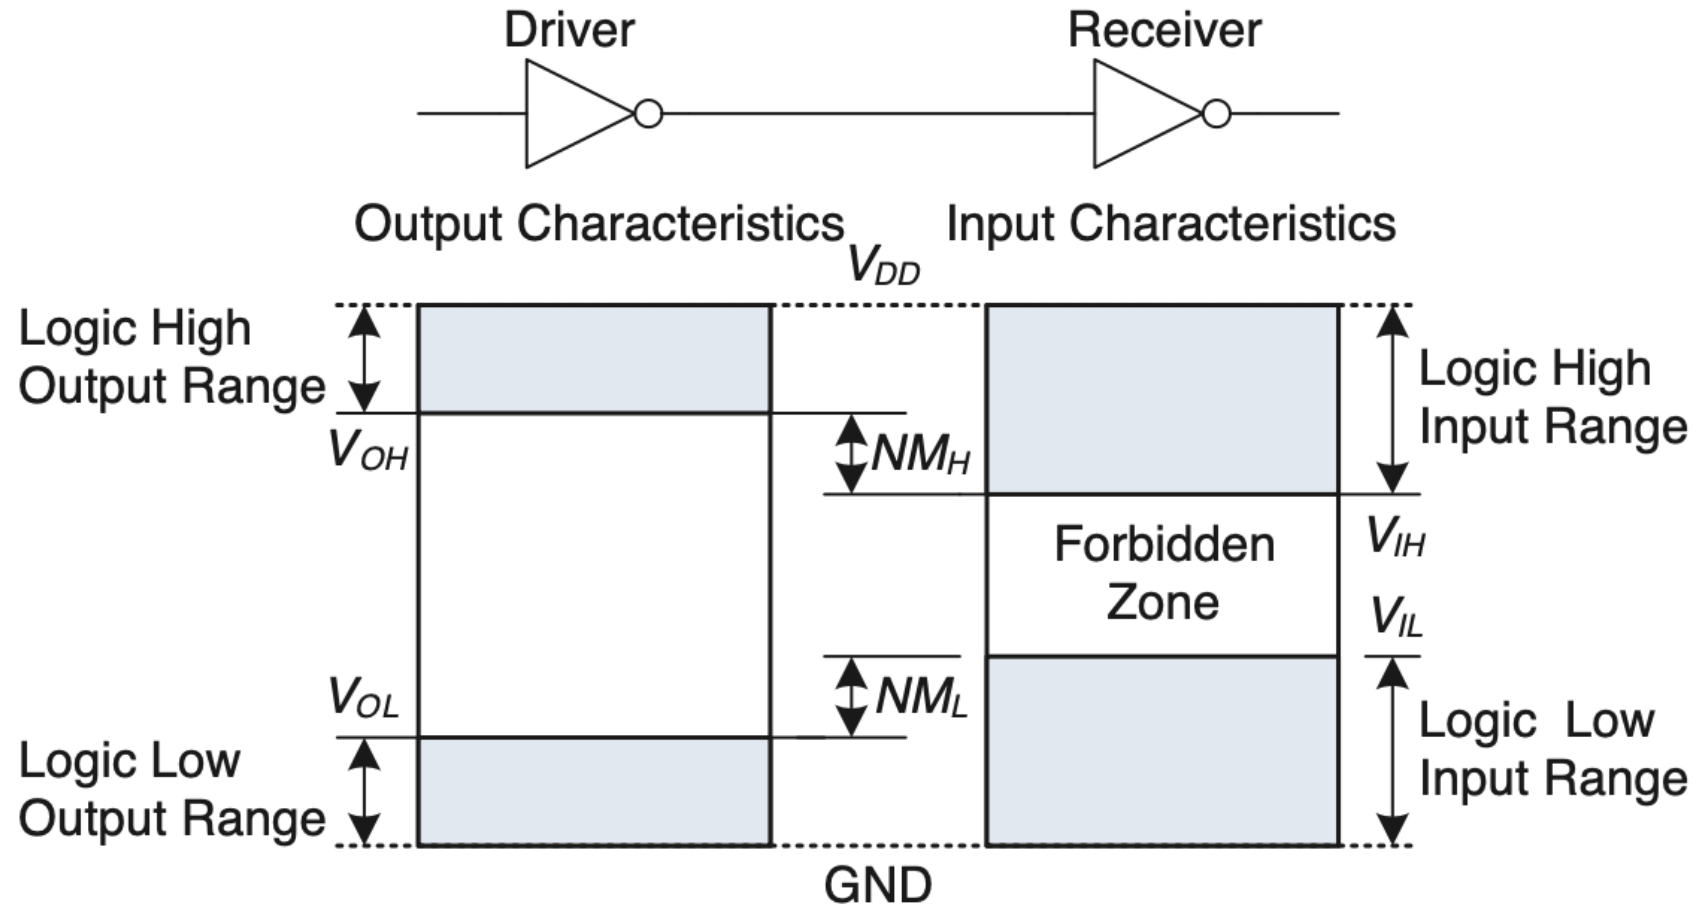 Driver
Receiver
Output Characteristics
Input Characteristics
VDD
Logic High
Output Range
VOH
NMH
Logic High
Input Range
Forbidden
Zone
VIH
VIL
VOL
NML
Logic Low
Output Range
Logic Low
Input Range
GND